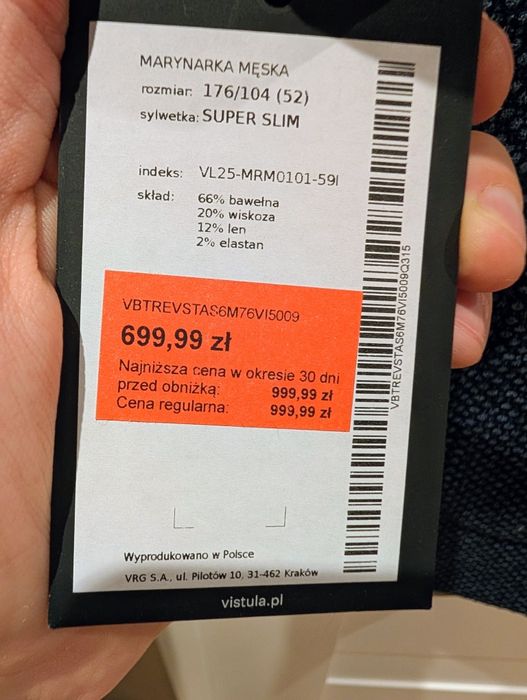 MARYNARKA MĘSKA
rozmiar: 176/104 (52)
sylwetka: SUPER SLIM
indeks: VL25-MRM0101-59I
skład: 66% bawełna
20% wiskoza
12% len
2% elastan
VBTREVSTAS6M76VI5009
699,99 zł
Najniższa cena w okresie 30 dni
przed obniżką: 999,99 zł
Cena regularna: 999,99 zł
VBTREVSTAS6M76VI5009Q315
Wyprodukowano w Polsce
VRG S.A., ul. Pilotów 10, 31-462 Kraków
vistula.pl